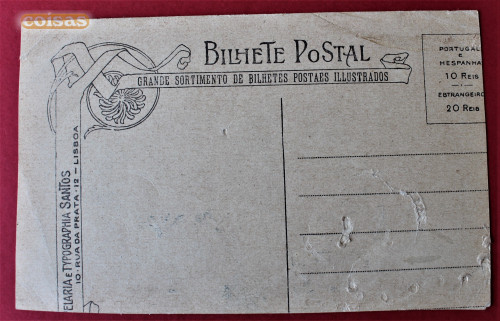 coisas
BILHETE POSTAL
GRANDE SORTIMENTO DE BILHETES POSTAES ILLUSTRADOS
PORTUGAL
E
HESPANHA
10 REIS
ESTRANGEIRO
20 REIS
ELARIA E TYPOGRAPHIA SANTOS
10 · RUA DA PRATA · 12 – LISBOA